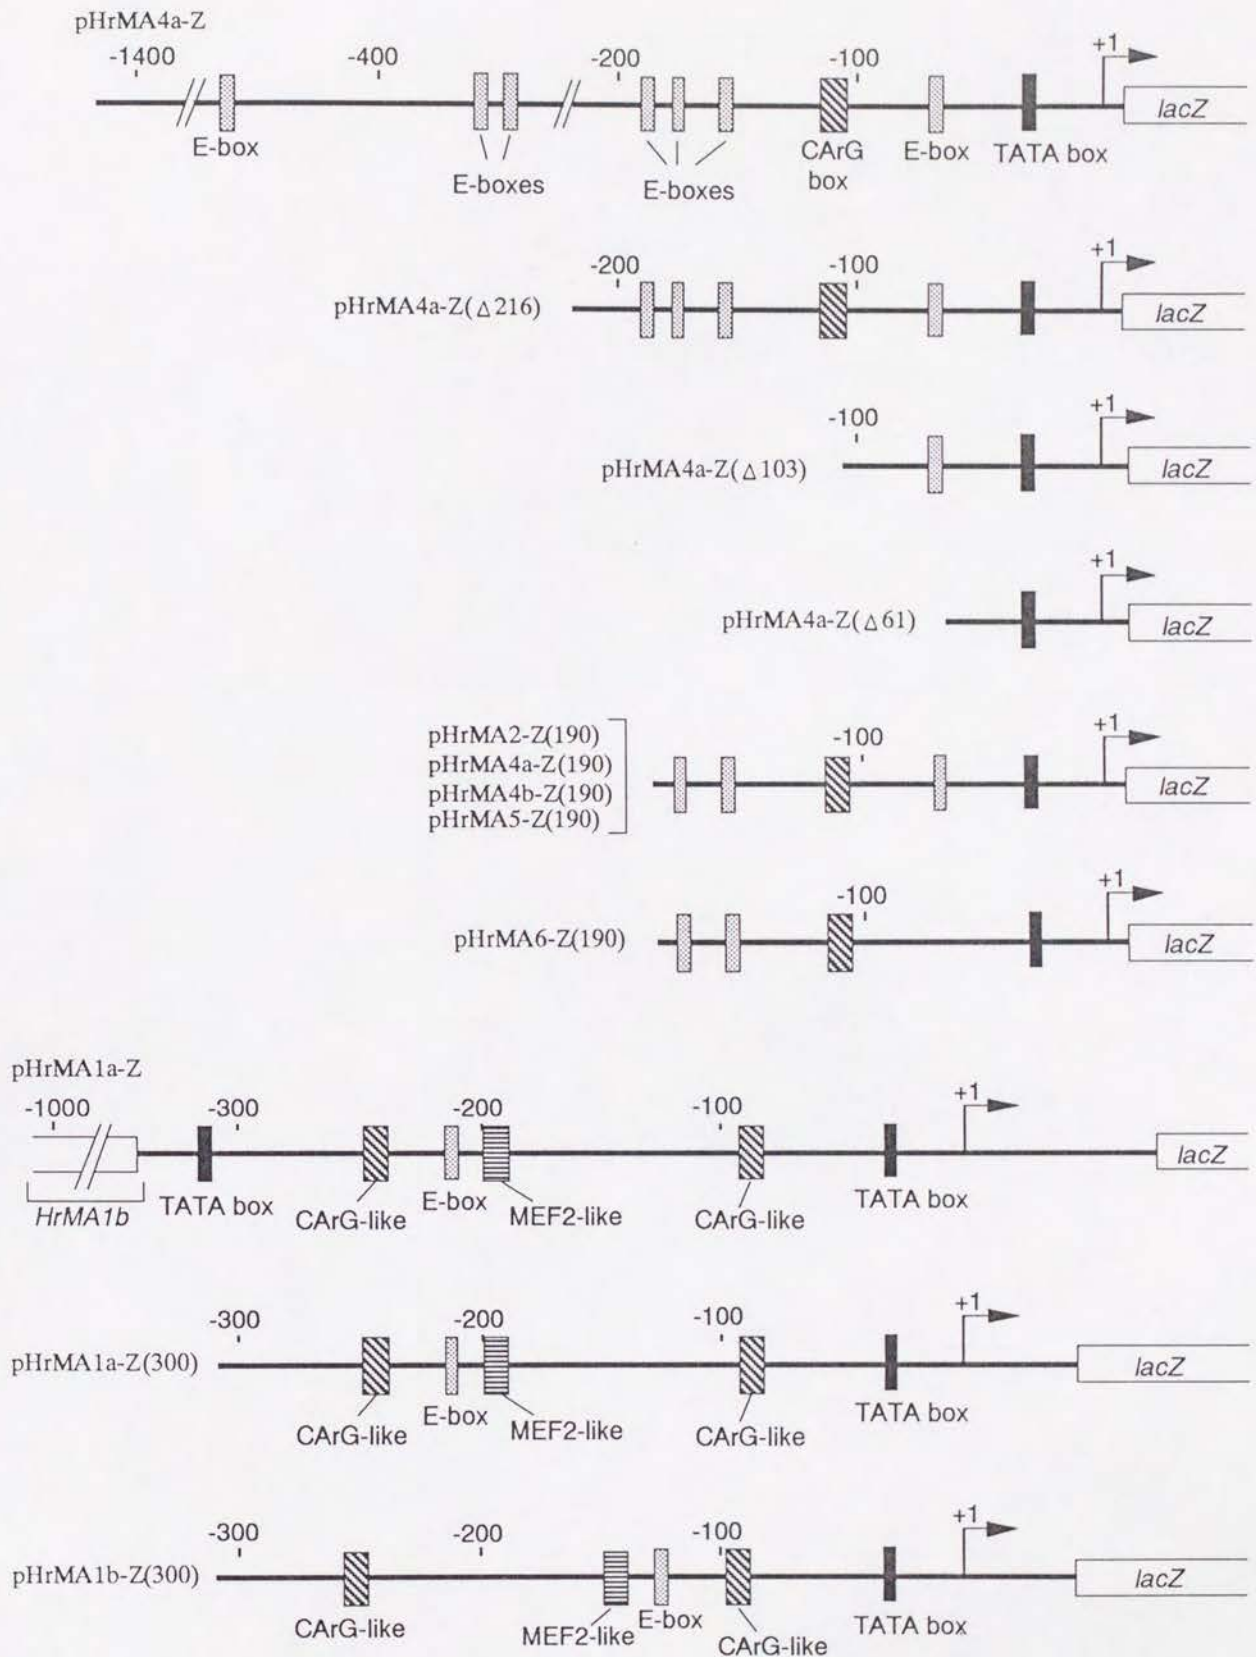 pHrMA4a-Z
-1400 -400 -200 -100 +1
lacZ
E-box E-boxes E-boxes CArG box E-box TATA box
-200 -100 +1
pHrMA4a-Z(Δ216) lacZ
-100 +1
pHrMA4a-Z(Δ103) lacZ
+1
pHrMA4a-Z(Δ61) lacZ
pHrMA2-Z(190)
pHrMA4a-Z(190)
pHrMA4b-Z(190)
pHrMA5-Z(190)
-100 +1
lacZ
-100 +1
pHrMA6-Z(190) lacZ
pHrMA1a-Z
-1000 -300 -200 -100 +1
lacZ
HrMA1b TATA box CArG-like E-box MEF2-like CArG-like TATA box
-300 -200 -100 +1
pHrMA1a-Z(300) lacZ
CArG-like E-box MEF2-like CArG-like TATA box
-300 -200 -100 +1
pHrMA1b-Z(300) lacZ
CArG-like MEF2-like E-box CArG-like TATA box